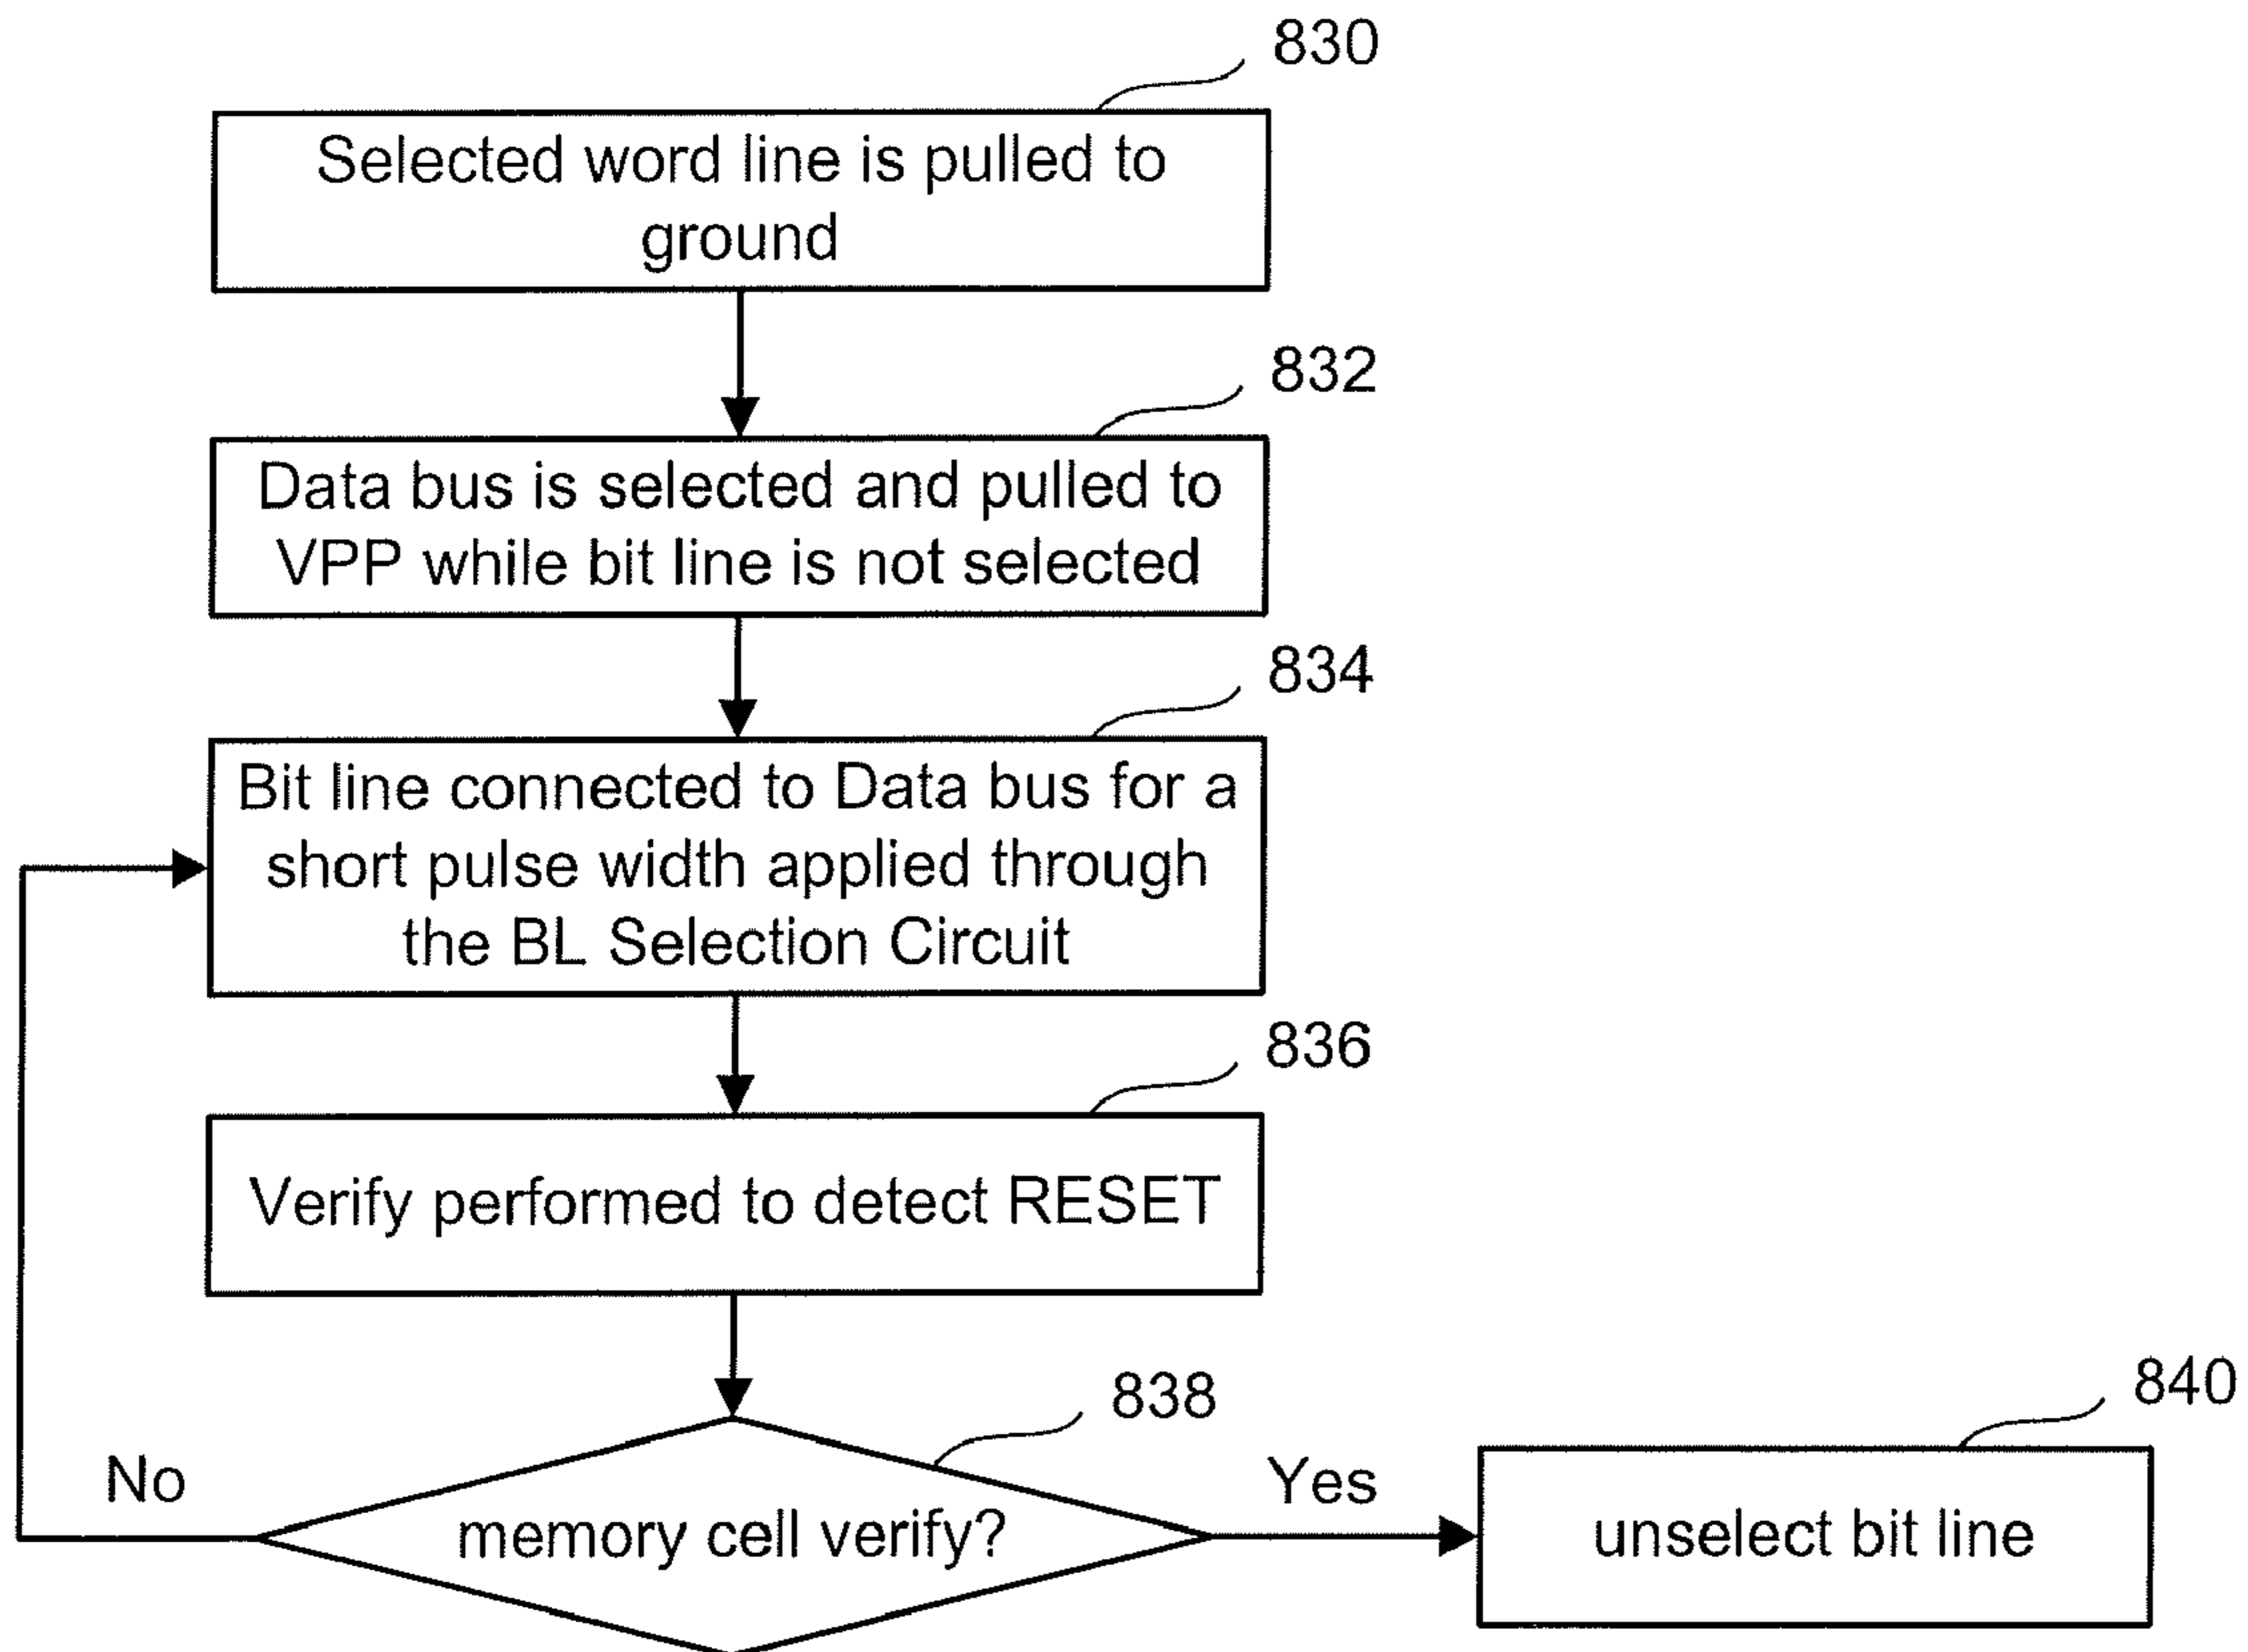 830
Selected word line is pulled to
ground
832
Data bus is selected and pulled to
VPP while bit line is not selected
834
Bit line connected to Data bus for a
short pulse width applied through
the BL Selection Circuit
836
Verify performed to detect RESET
838
840
No
memory cell verify?
Yes
unselect bit line